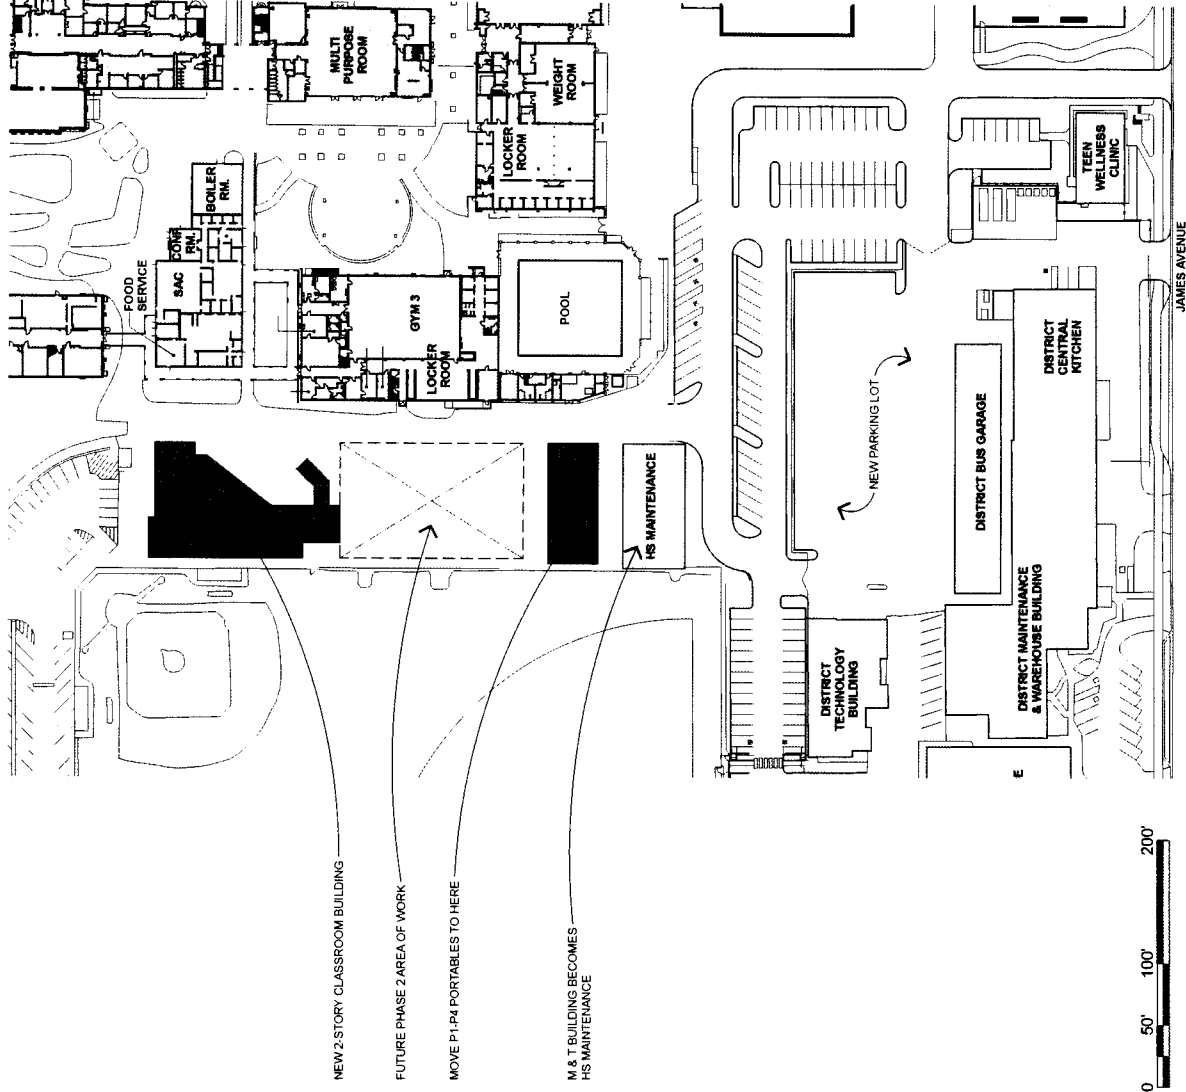 MULTI
PURPOSE
ROOM
WEIGHT
ROOM
LOCKER
ROOM
BOILER
RM.
CONF.
RM.
FOOD
SERVICE
SAC
GYM 3
LOCKER
ROOM
POOL
TEEN
WELLNESS
CLINIC
JAMES AVENUE
DISTRICT
CENTRAL
KITCHEN
NEW PARKING LOT
DISTRICT BUS GARAGE
HS MAINTENANCE
DISTRICT MAINTENANCE
& WAREHOUSE BUILDING
DISTRICT
TECHNOLOGY
BUILDING
E
NEW 2-STORY CLASSROOM BUILDING
FUTURE PHASE 2 AREA OF WORK
MOVE P1-P4 PORTABLES TO HERE
M & T BUILDING BECOMES
HS MAINTENANCE
0
50'
100'
200'